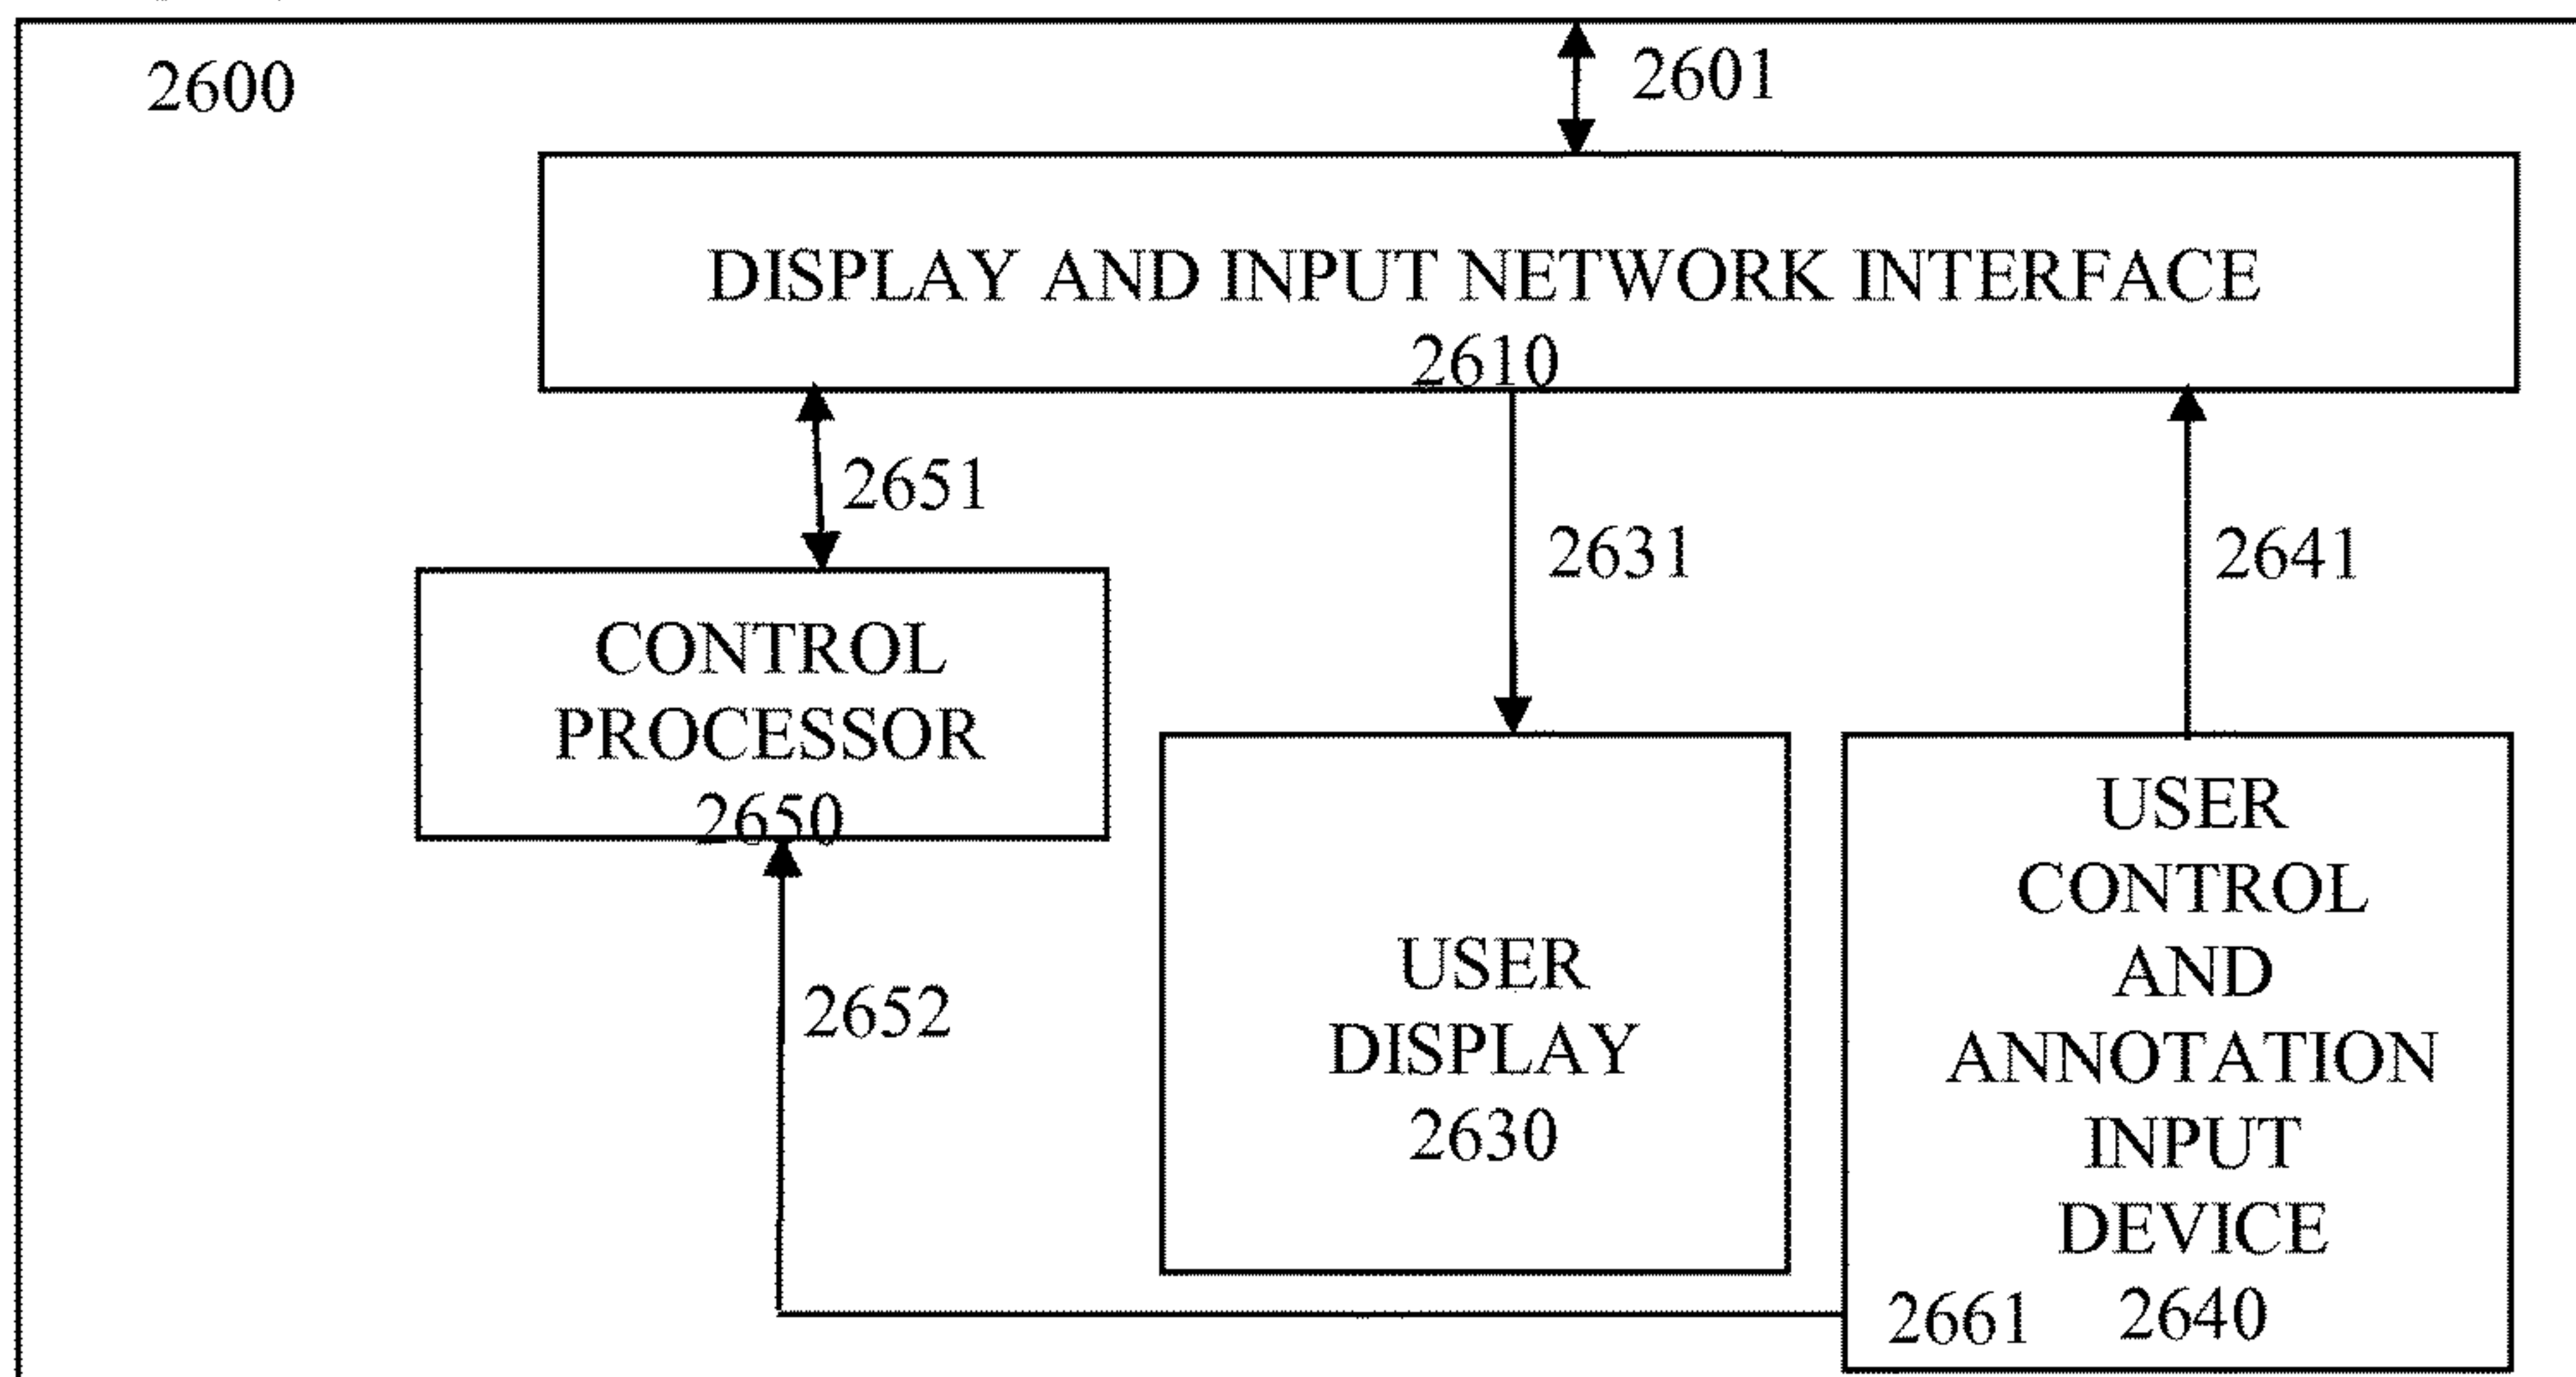 2600
2601
DISPLAY AND INPUT NETWORK INTERFACE
2610
2651
2631
2641
CONTROL
PROCESSOR
2650
2652
USER
DISPLAY
2630
USER
CONTROL
AND
ANNOTATION
INPUT
DEVICE
2661 2640